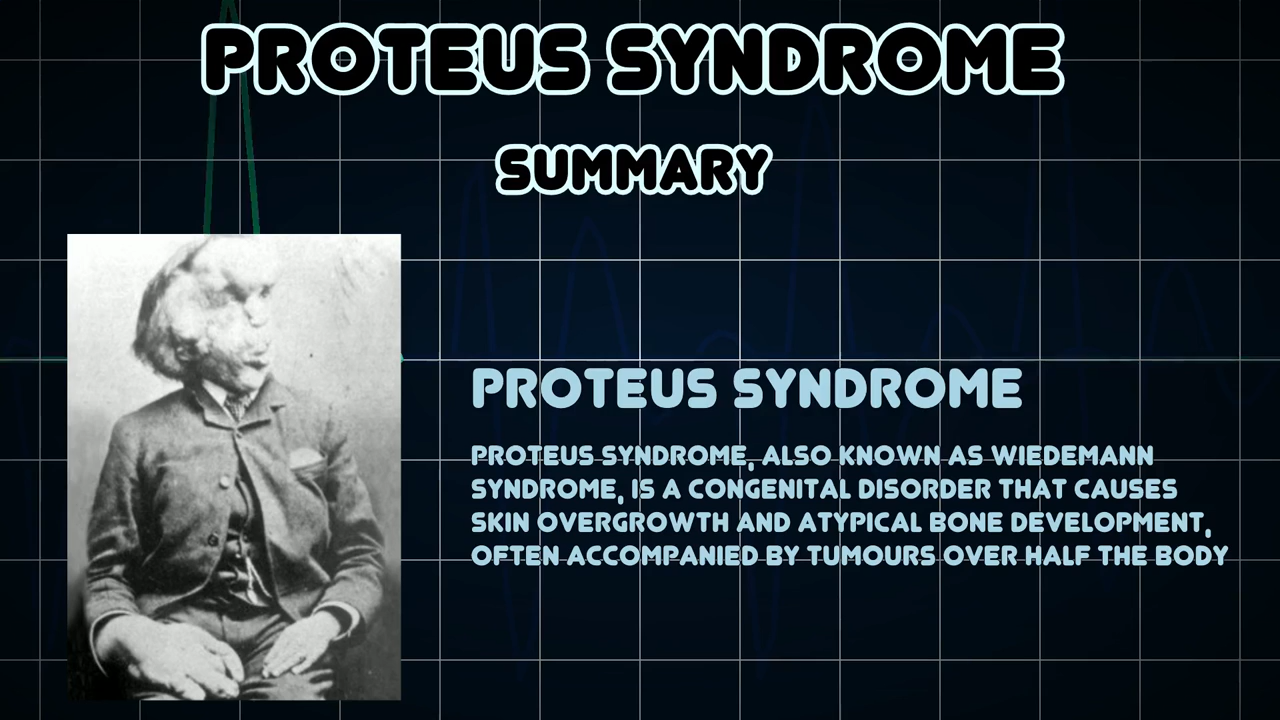 PROTEUS SYNDROME
SUMMARY
PROTEUS SYNDROME
PROTEUS SYNDROME, ALSO KNOWN AS WIEDEMANN
SYNDROME, IS A CONGENITAL DISORDER THAT CAUSES
SKIN OVERGROWTH AND ATYPICAL BONE DEVELOPMENT,
OFTEN ACCOMPANIED BY TUMOURS OVER HALF THE BODY